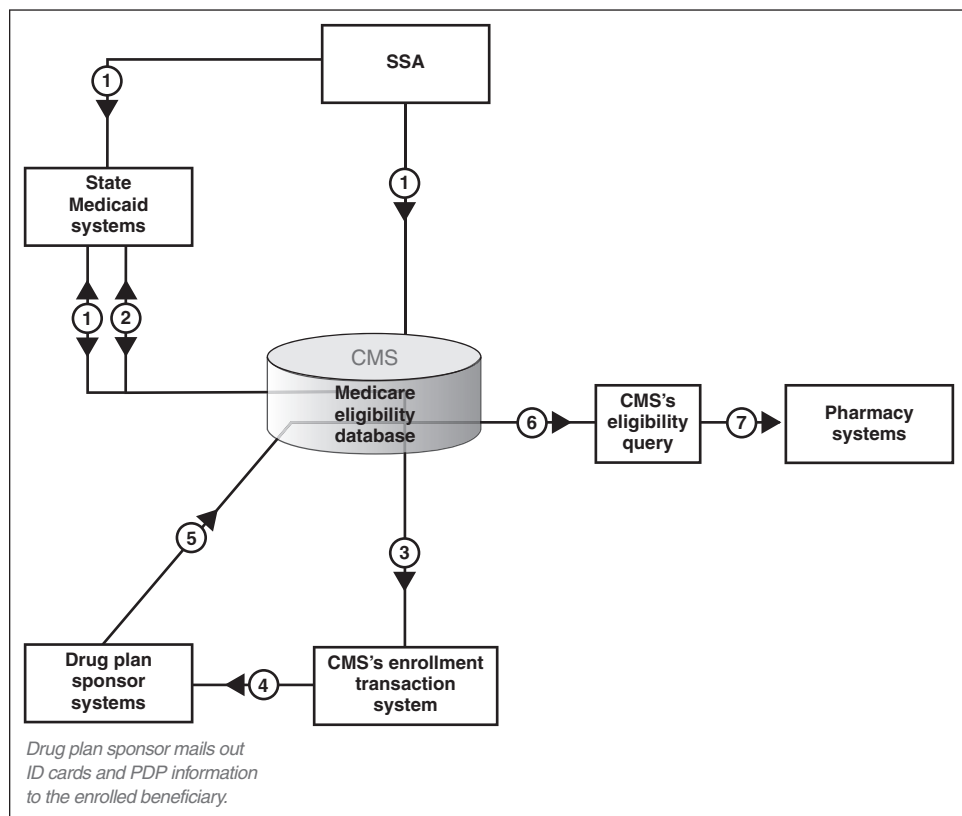 SSA
1
State
Medicaid
systems
1
1
2
CMS
Medicare
eligibility
database
6
CMS's
eligibility
query
7
Pharmacy
systems
5
3
Drug plan
sponsor
systems
4
CMS's enrollment
transaction
system
Drug plan sponsor mails out
ID cards and PDP information
to the enrolled beneficiary.